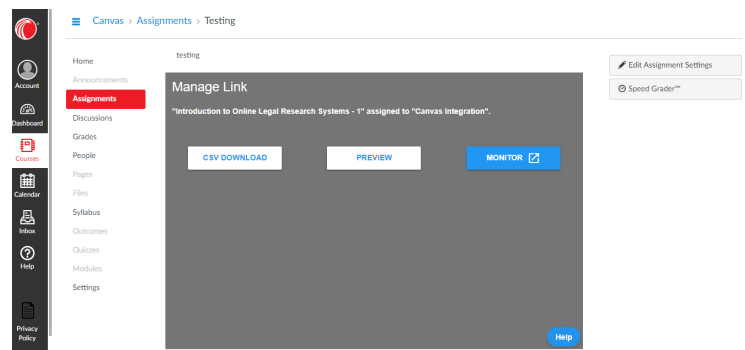 Canvas > Assignments > Testing
Account
Dashboard
Courses
Calendar
Inbox
Help
Privacy
Policy
Home
Announcements
Assignments
Discussions
Grades
People
Pages
Files
Syllabus
Outcomes
Quizzes
Modules
Settings
testing
Manage Link
"Introduction to Online Legal Research Systems - 1" assigned to "Canvas Integration".
CSV DOWNLOAD
PREVIEW
MONITOR
Help
Edit Assignment Settings
Speed Grader™